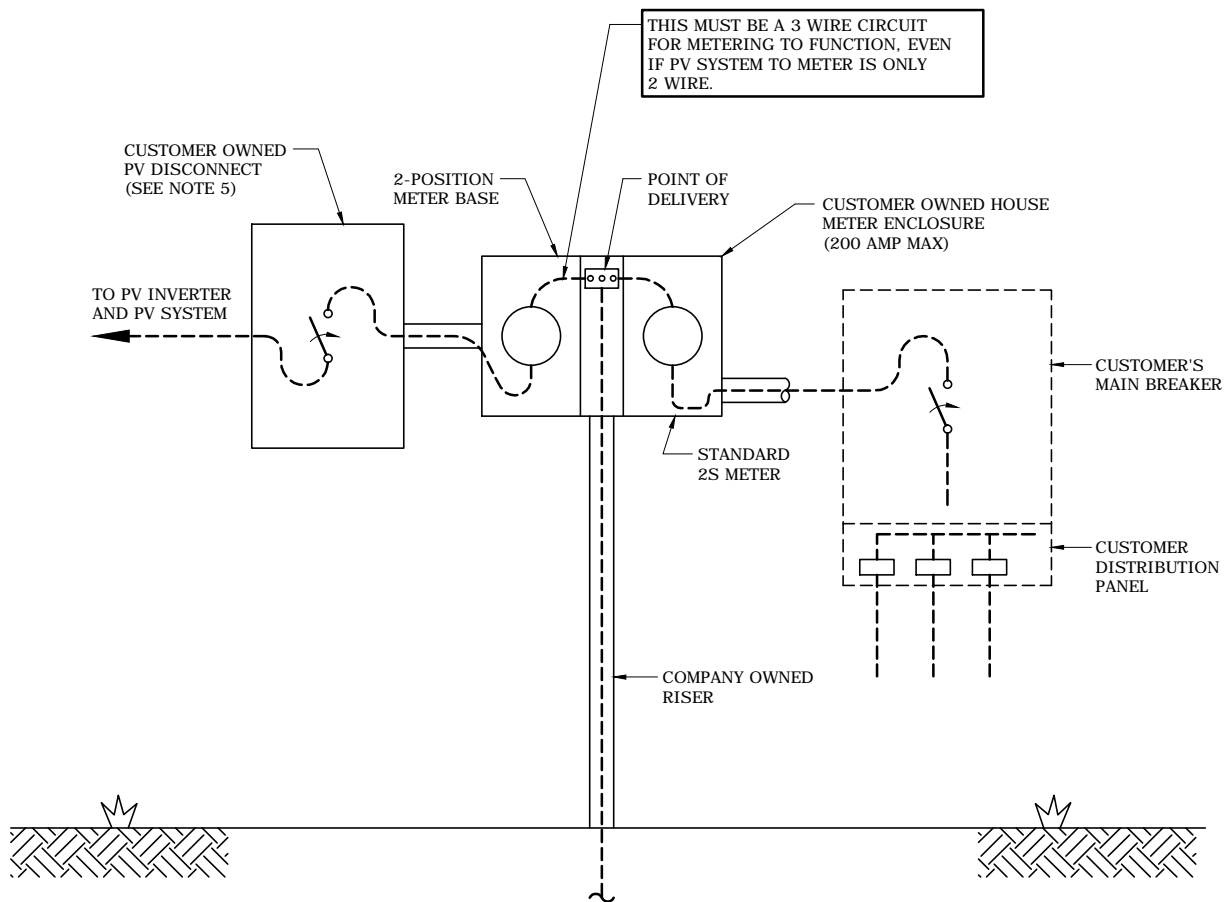 THIS MUST BE A 3 WIRE CIRCUIT
FOR METERING TO FUNCTION, EVEN
IF PV SYSTEM TO METER IS ONLY
2 WIRE.
CUSTOMER OWNED
PV DISCONNECT
(SEE NOTE 5)
2-POSITION
METER BASE
POINT OF
DELIVERY
CUSTOMER OWNED HOUSE
METER ENCLOSURE
(200 AMP MAX)
TO PV INVERTER
AND PV SYSTEM
CUSTOMER'S
MAIN BREAKER
STANDARD
2S METER
CUSTOMER
DISTRIBUTION
PANEL
COMPANY OWNED
RISER